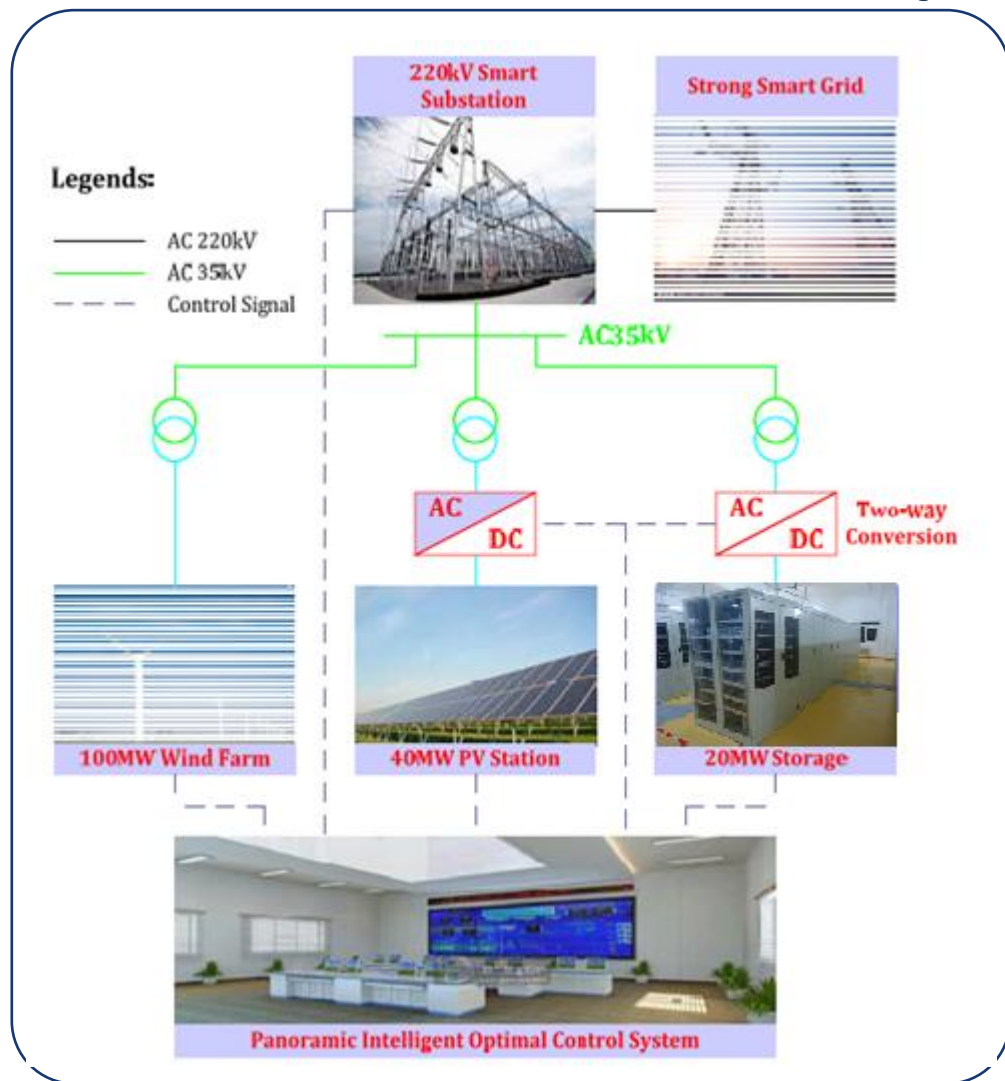 220kV Smart
Substation
Strong Smart Grid
Legends:
AC 220kV
AC 35kV
Control Signal
AC35kV
AC
DC
AC
DC
Two-way
Conversion
100MW Wind Farm
40MW PV Station
20MW Storage
Panoramic Intelligent Optimal Control System